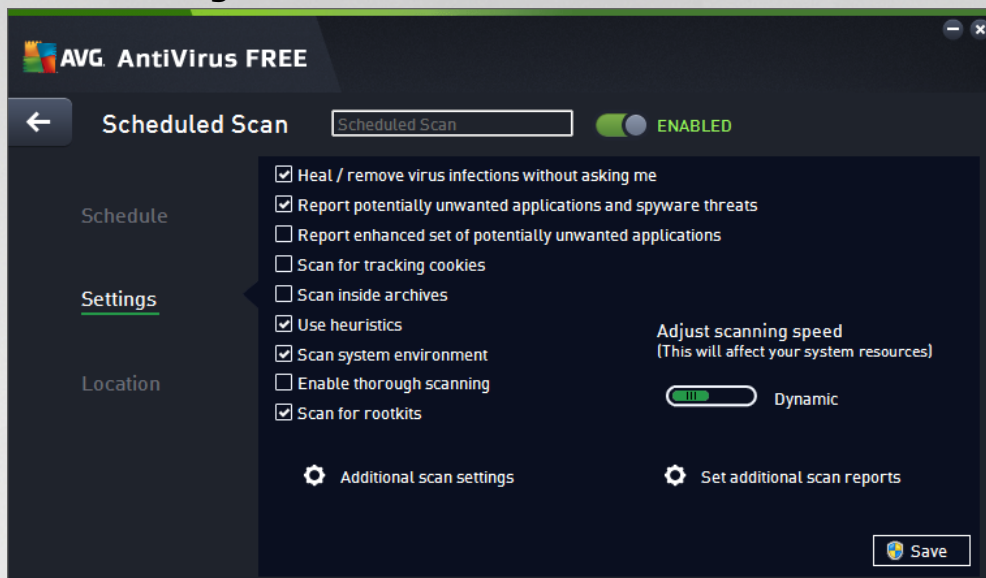 AVG. AntiVirus FREE
Scheduled Scan
Scheduled Scan
ENABLED
Schedule
Settings
Location
Heal / remove virus infections without asking me
Report potentially unwanted applications and spyware threats
Report enhanced set of potentially unwanted applications
Scan for tracking cookies
Scan inside archives
Use heuristics
Scan system environment
Enable thorough scanning
Scan for rootkits
Adjust scanning speed
(This will affect your system resources)
Dynamic
Additional scan settings
Set additional scan reports
Save